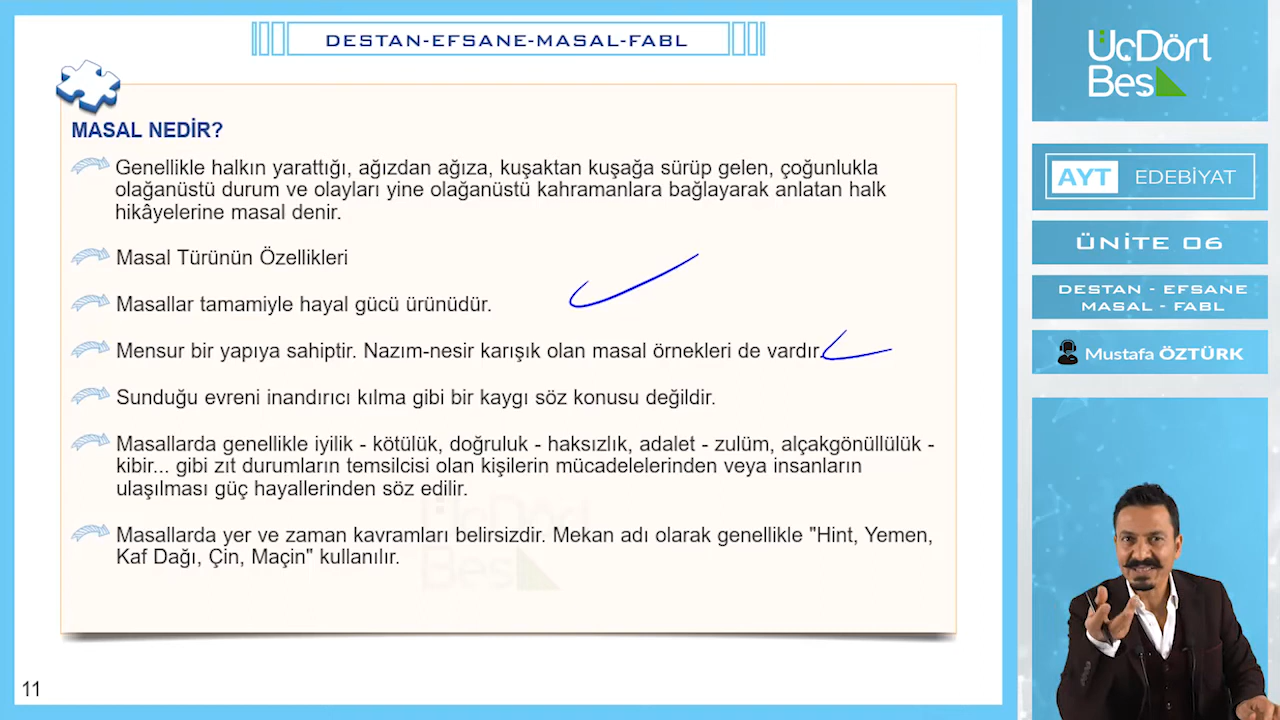 DESTAN-EFSANE-MASAL-FABL
MASAL NEDİR?
Genellikle halkın yarattığı, ağızdan ağıza, kuşaktan kuşağa sürüp gelen, çoğunlukla
olağanüstü durum ve olayları yine olağanüstü kahramanlara bağlayarak anlatan halk
hikâyelerine masal denir.
Masal Türünün Özellikleri
Masallar tamamiyle hayal gücü ürünüdür.
Mensur bir yapıya sahiptir. Nazım-nesir karışık olan masal örnekleri de vardır.
Sunduğu evreni inandırıcı kılma gibi bir kaygı söz konusu değildir.
Masallarda genellikle iyilik - kötülük, doğruluk - haksızlık, adalet - zulüm, alçakgönüllülük -
kibir... gibi zıt durumların temsilcisi olan kişilerin mücadelelerinden veya insanların
ulaşılması güç hayallerinden söz edilir.
Masallarda yer ve zaman kavramları belirsizdir. Mekan adı olarak genellikle "Hint, Yemen,
Kaf Dağı, Çin, Maçin" kullanılır.
ÜçDört
Beş
11
ÜçDört
Beş
AYT EDEBİYAT
ÜNİTE 06
DESTAN - EFSANE
MASAL - FABL
Mustafa ÖZTÜRK